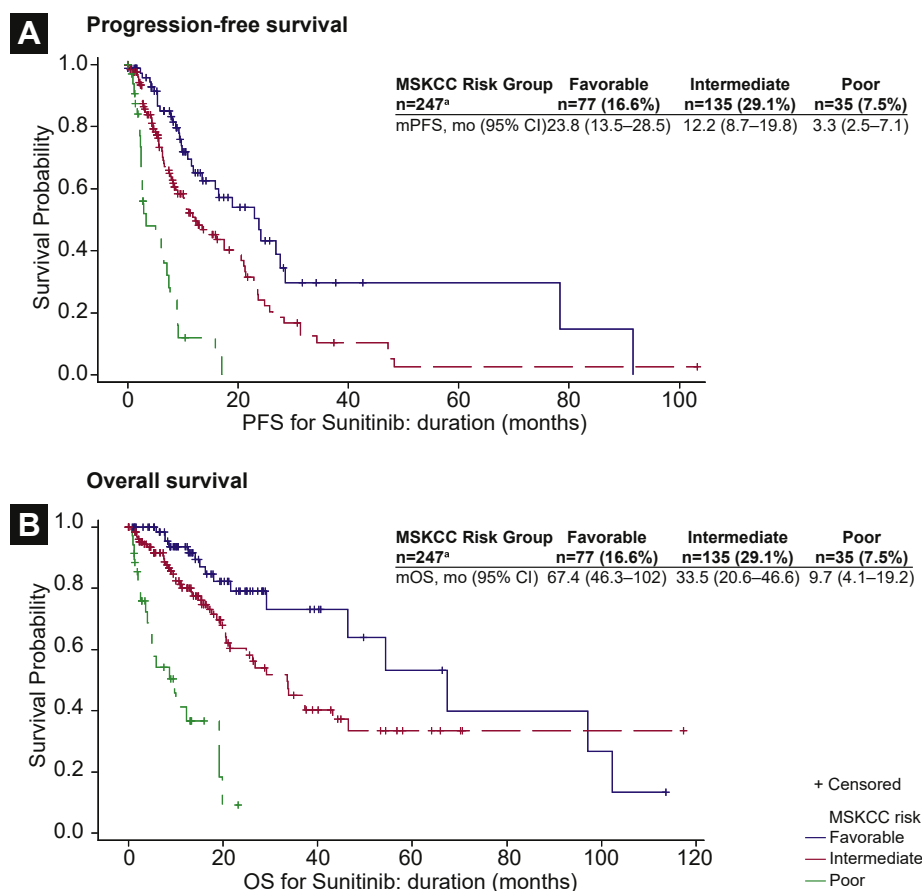 A Progression-free survival
MSKCC Risk Group Favorable Intermediate Poor
n=247ᵃ n=77 (16.6%) n=135 (29.1%) n=35 (7.5%)
mPFS, mo (95% CI) 23.8 (13.5–28.5) 12.2 (8.7–19.8) 3.3 (2.5–7.1)
Survival Probability
1.0
0.8
0.6
0.4
0.2
0.0
0 20 40 60 80 100
PFS for Sunitinib: duration (months)
B Overall survival
MSKCC Risk Group Favorable Intermediate Poor
n=247ᵃ n=77 (16.6%) n=135 (29.1%) n=35 (7.5%)
mOS, mo (95% CI) 67.4 (46.3–102) 33.5 (20.6–46.6) 9.7 (4.1–19.2)
Survival Probability
1.0
0.8
0.6
0.4
0.2
0.0
0 20 40 60 80 100 120
OS for Sunitinib: duration (months)
+ Censored
MSKCC risk
Favorable
Intermediate
Poor